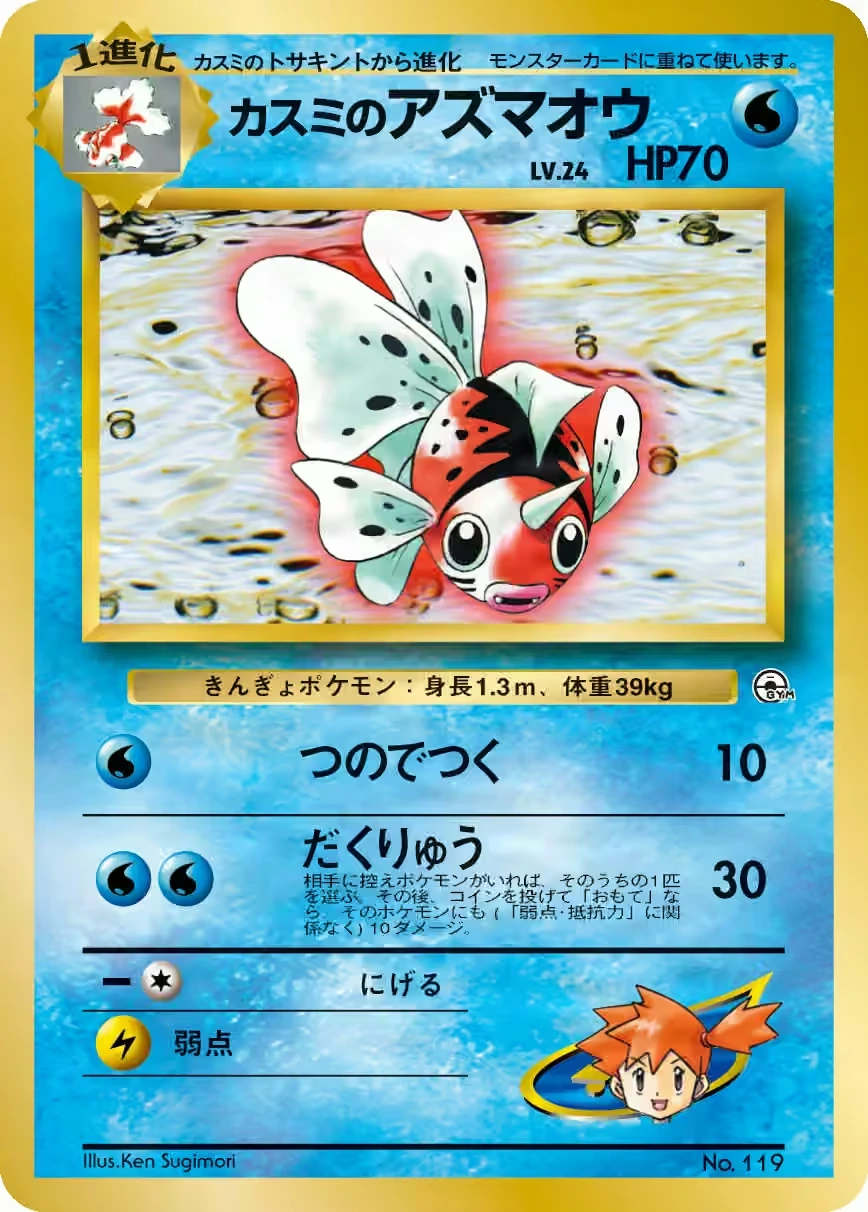 1進化
カスミのトサキントから進化 モンスターカードに重ねて使います。
カスミのアズマオウ
LV.24 HP70
きんぎょポケモン：身長1.3m、体重39kg
GYM
つのでつく 10
だくりゅう 30
相手に控えポケモンがいれば、そのうちの1匹
を選ぶ。その後、コインを投げて「おもて」な
ら、そのポケモンにも（「弱点・抵抗力」に関
係なく）10ダメージ。
にげる
弱点
Illus.Ken Sugimori No. 119